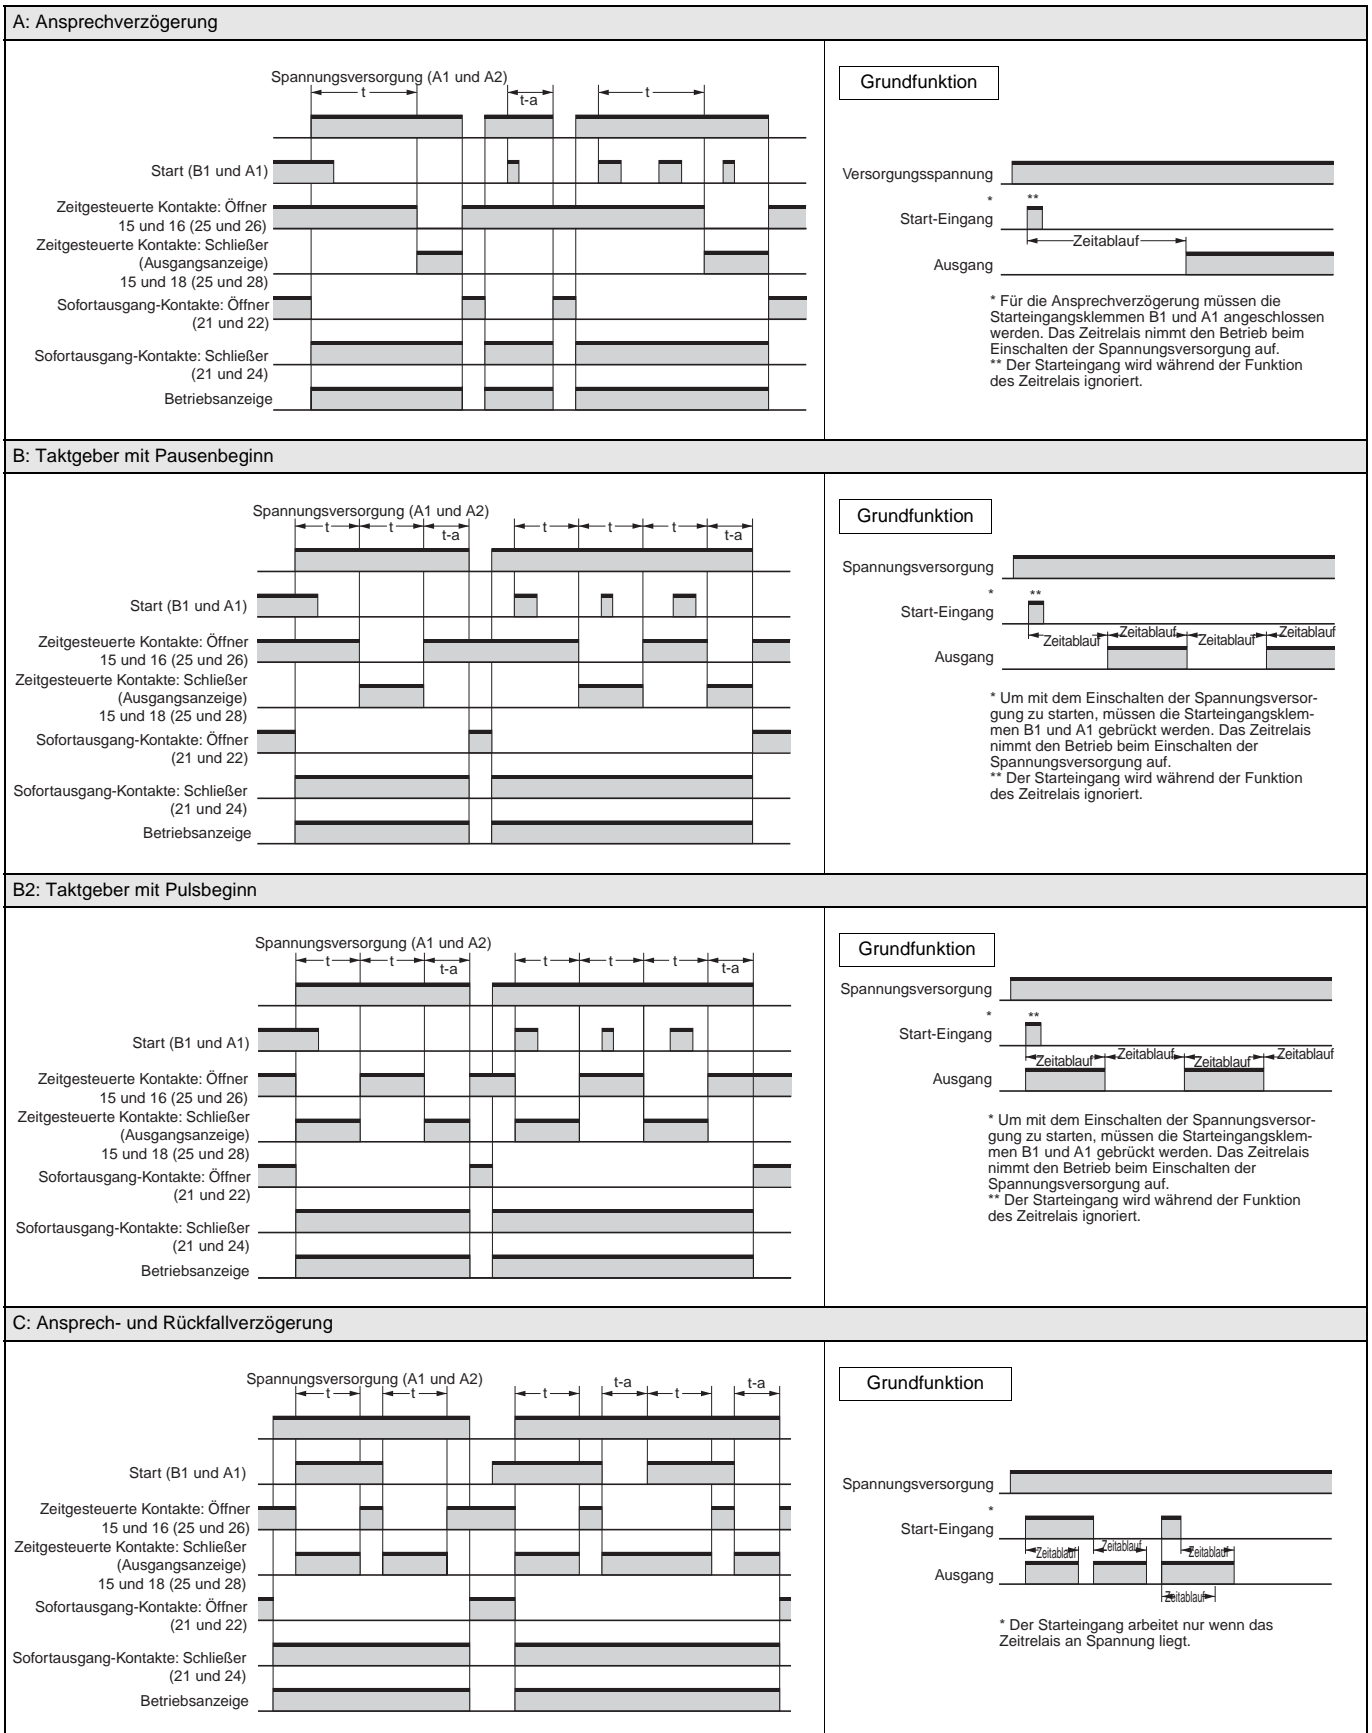 A: Ansprechverzögerung
Spannungsversorgung (A1 und A2)
t
t-a
t
Start (B1 und A1)
Zeitgesteuerte Kontakte: Öffner
15 und 16 (25 und 26)
Zeitgesteuerte Kontakte: Schließer
(Ausgangsanzeige)
15 und 18 (25 und 28)
Sofortausgang-Kontakte: Öffner
(21 und 22)
Sofortausgang-Kontakte: Schließer
(21 und 24)
Betriebsanzeige
Grundfunktion
Versorgungsspannung
* **
Start-Eingang
Zeitablauf
Ausgang
* Für die Ansprechverzögerung müssen die
Starteingangsklemmen B1 und A1 angeschlossen
werden. Das Zeitrelais nimmt den Betrieb beim
Einschalten der Spannungsversorgung auf.
** Der Starteingang wird während der Funktion
des Zeitrelais ignoriert.
B: Taktgeber mit Pausenbeginn
Spannungsversorgung (A1 und A2)
t t t-a t t t t-a
Start (B1 und A1)
Zeitgesteuerte Kontakte: Öffner
15 und 16 (25 und 26)
Zeitgesteuerte Kontakte: Schließer
(Ausgangsanzeige)
15 und 18 (25 und 28)
Sofortausgang-Kontakte: Öffner
(21 und 22)
Sofortausgang-Kontakte: Schließer
(21 und 24)
Betriebsanzeige
Grundfunktion
Spannungsversorgung
* **
Start-Eingang
Zeitablauf Zeitablauf Zeitablauf Zeitablauf
Ausgang
* Um mit dem Einschalten der Spannungsversor-
gung zu starten, müssen die Starteingangsklem-
men B1 und A1 gebrückt werden. Das Zeitrelais
nimmt den Betrieb beim Einschalten der
Spannungsversorgung auf.
** Der Starteingang wird während der Funktion
des Zeitrelais ignoriert.
B2: Taktgeber mit Pulsbeginn
Spannungsversorgung (A1 und A2)
t t t-a t t t t-a
Start (B1 und A1)
Zeitgesteuerte Kontakte: Öffner
15 und 16 (25 und 26)
Zeitgesteuerte Kontakte: Schließer
(Ausgangsanzeige)
15 und 18 (25 und 28)
Sofortausgang-Kontakte: Öffner
(21 und 22)
Sofortausgang-Kontakte: Schließer
(21 und 24)
Betriebsanzeige
Grundfunktion
Spannungsversorgung
* **
Start-Eingang
Zeitablauf Zeitablauf Zeitablauf Zeitablauf
Ausgang
* Um mit dem Einschalten der Spannungsversor-
gung zu starten, müssen die Starteingangsklem-
men B1 und A1 gebrückt werden. Das Zeitrelais
nimmt den Betrieb beim Einschalten der
Spannungsversorgung auf.
** Der Starteingang wird während der Funktion
des Zeitrelais ignoriert.
C: Ansprech- und Rückfallverzögerung
Spannungsversorgung (A1 und A2)
t t t t-a t t-a
Start (B1 und A1)
Zeitgesteuerte Kontakte: Öffner
15 und 16 (25 und 26)
Zeitgesteuerte Kontakte: Schließer
(Ausgangsanzeige)
15 und 18 (25 und 28)
Sofortausgang-Kontakte: Öffner
(21 und 22)
Sofortausgang-Kontakte: Schließer
(21 und 24)
Betriebsanzeige
Grundfunktion
Spannungsversorgung
*
Start-Eingang
Zeitablauf Zeitablauf Zeitablauf
Ausgang
Zeitablauf
* Der Starteingang arbeitet nur wenn das
Zeitrelais an Spannung liegt.